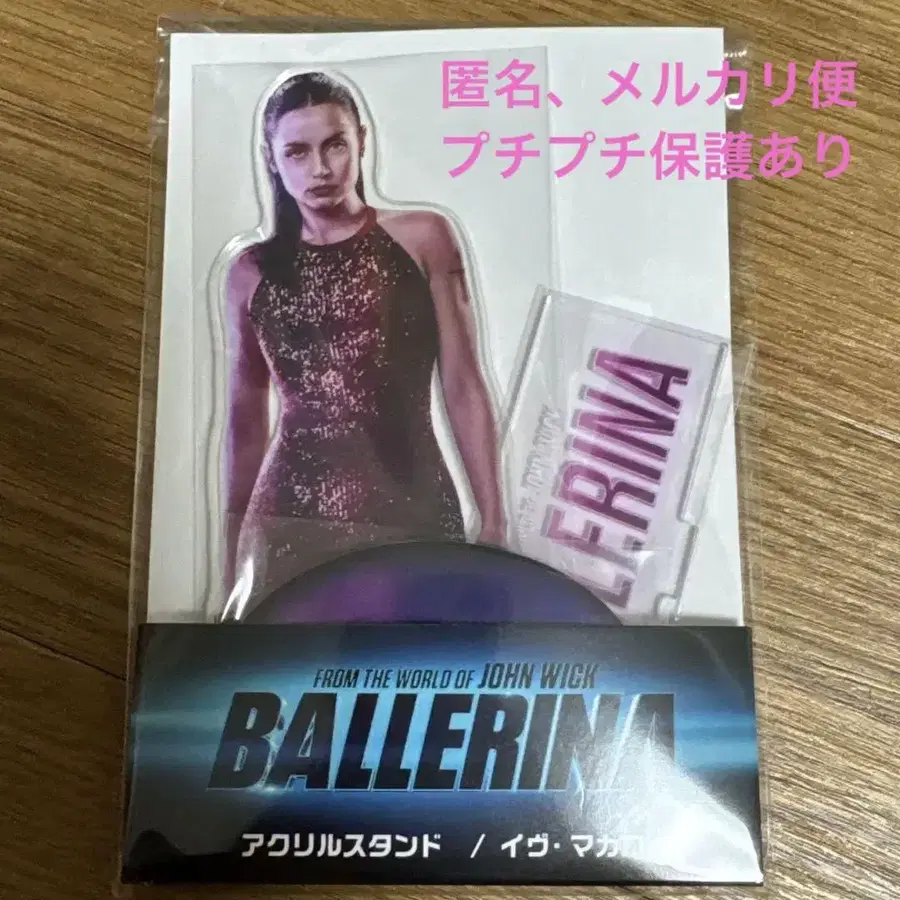 匿名、メルカリ便
プチプチ保護あり
ERINA
FROM THE WORLD OF JOHN WICK
BALLERINA
アクリルスタンド / イヴ・マカロ